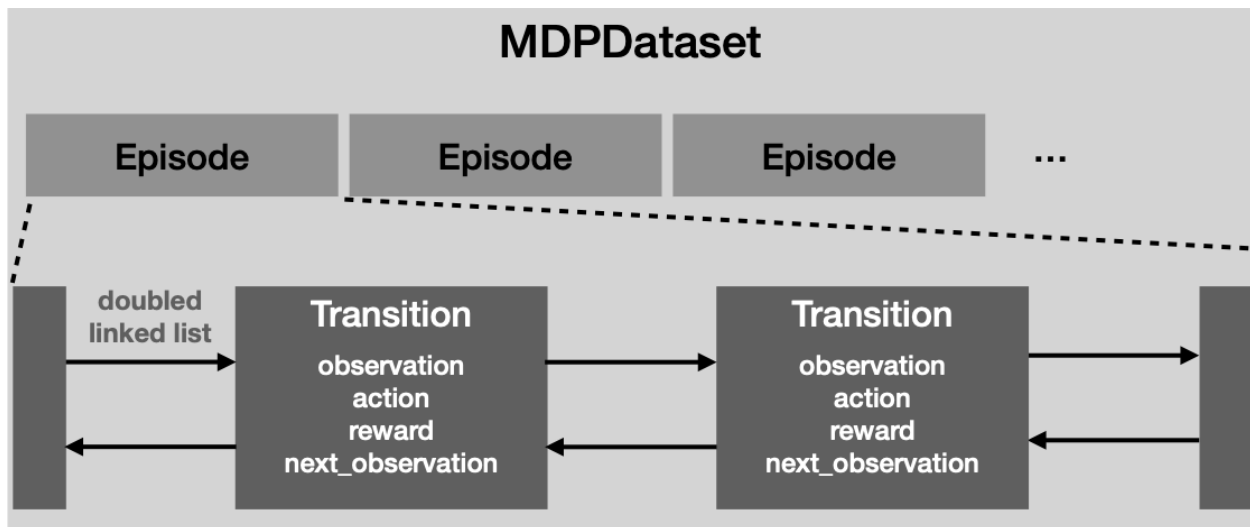 MDPDataset
Episode
Episode
Episode
...
doubled
linked list
Transition
observation
action
reward
next_observation
Transition
observation
action
reward
next_observation